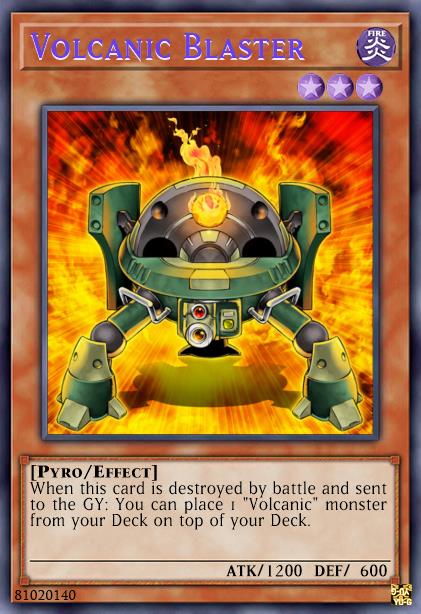 Volcanic Blaster
FIRE
炎
[Pyro/Effect]
When this card is destroyed by battle and sent
to the GY: You can place 1 "Volcanic" monster
from your Deck on top of your Deck.
ATK/1200 DEF/ 600
81020140